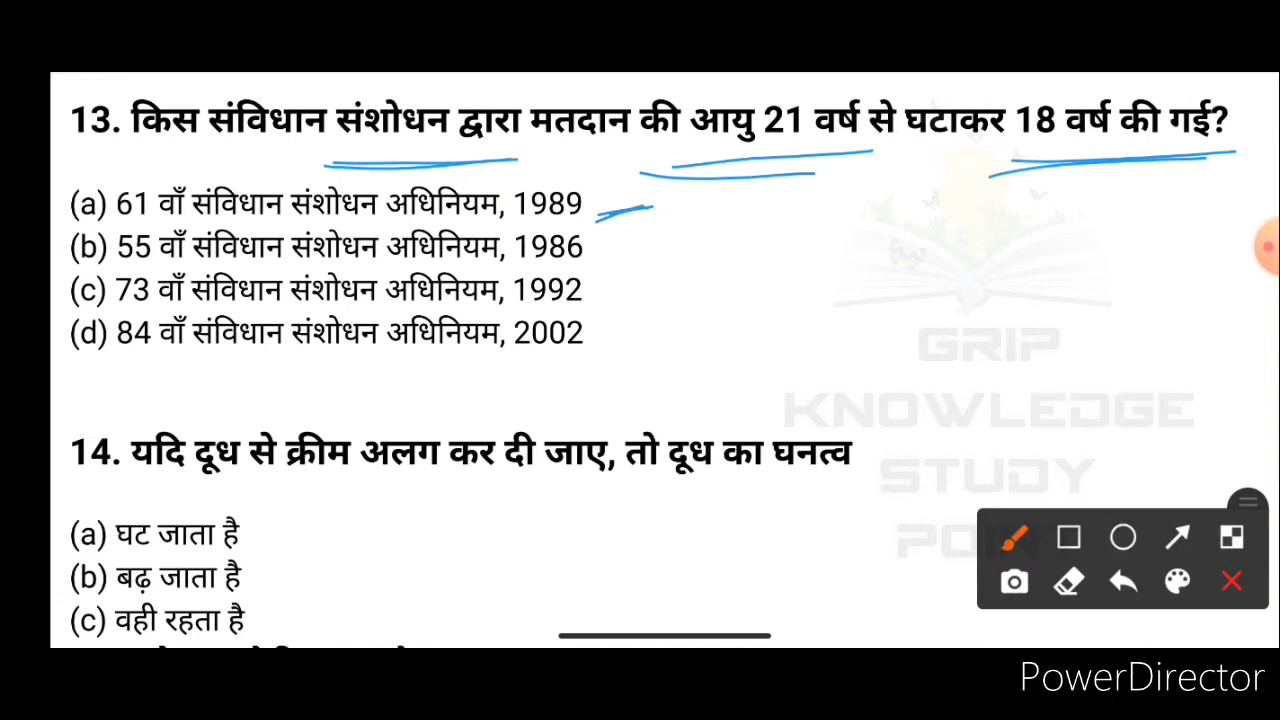 13. किस संविधान संशोधन द्वारा मतदान की आयु 21 वर्ष से घटाकर 18 वर्ष की गई?
(a) 61 वाँ संविधान संशोधन अधिनियम, 1989
(b) 55 वाँ संविधान संशोधन अधिनियम, 1986
(c) 73 वाँ संविधान संशोधन अधिनियम, 1992
(d) 84 वाँ संविधान संशोधन अधिनियम, 2002
GRIP
KNOWLEDGE
STUDY
14. यदि दूध से क्रीम अलग कर दी जाए, तो दूध का घनत्व
(a) घट जाता है
(b) बढ़ जाता है
(c) वही रहता है
PowerDirector